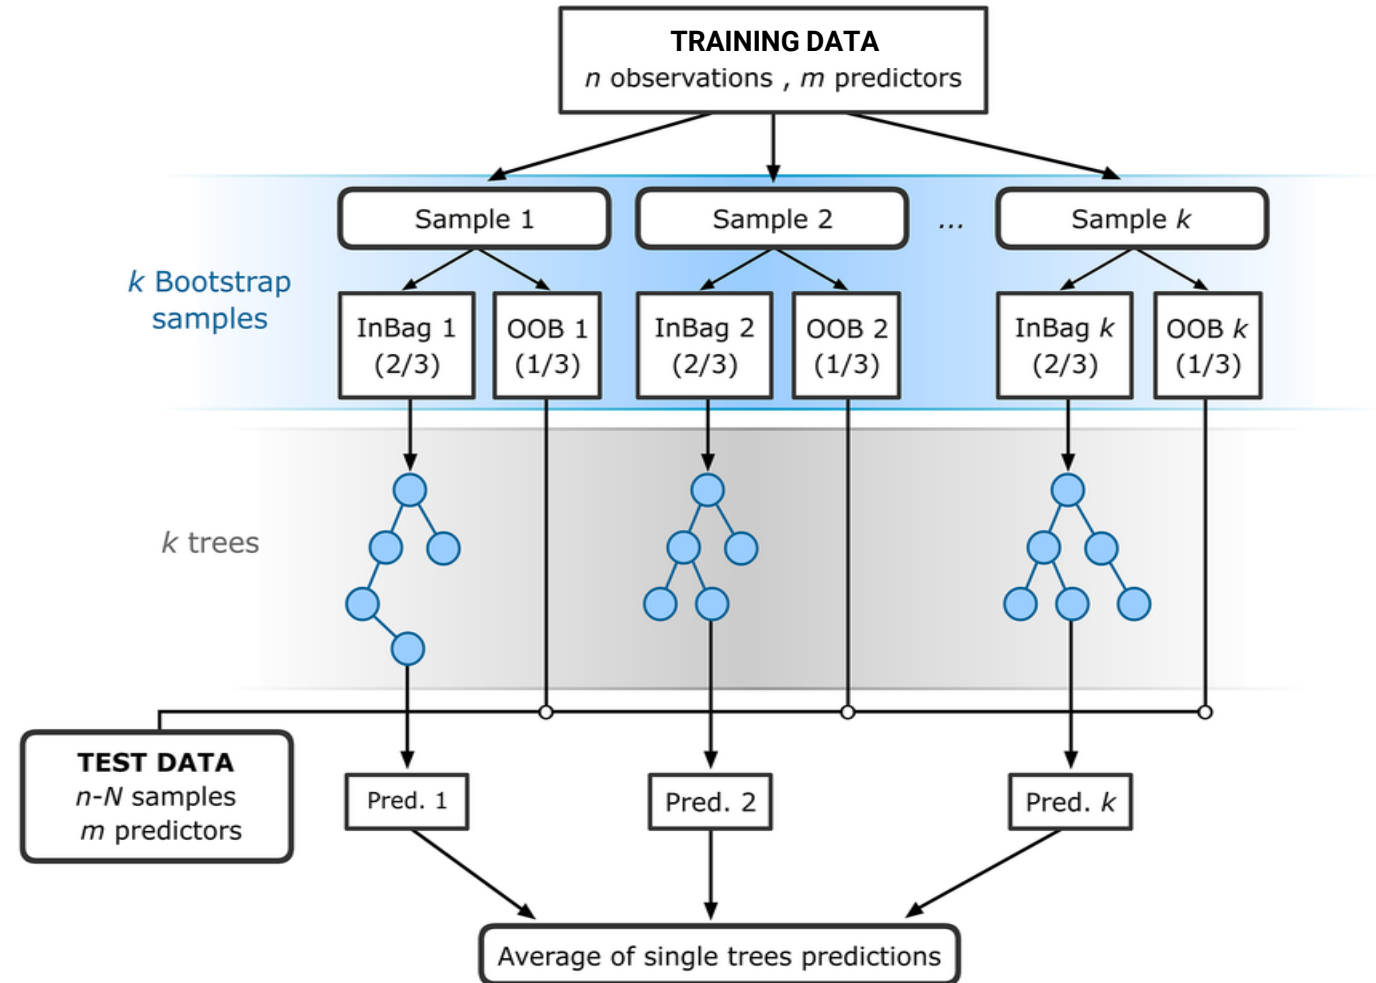 TRAINING DATA
n observations , m predictors
Sample 1
Sample 2
...
Sample k
k Bootstrap
samples
InBag 1
(2/3)
OOB 1
(1/3)
InBag 2
(2/3)
OOB 2
(1/3)
InBag k
(2/3)
OOB k
(1/3)
k trees
TEST DATA
n-N samples
m predictors
Pred. 1
Pred. 2
Pred. k
Average of single trees predictions